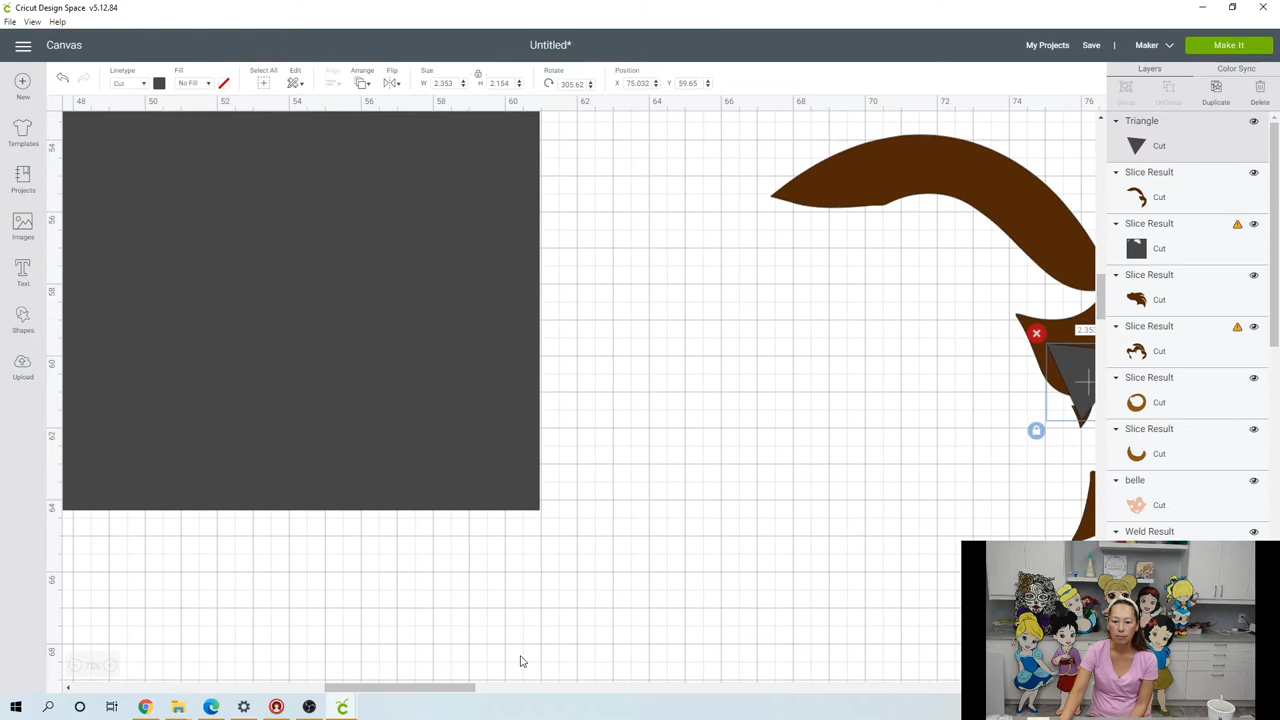 Cricut Design Space v5.12.84
File View Help
Canvas
Untitled*
My Projects Save | Maker Make It
Linetype Fill Select All Edit Align Arrange Flip Size Rotate Position
Cut No Fill W 2.353 H 2.154 305.62 X 75.032 Y 59.65
Layers Color Sync
Group UnGroup Duplicate Delete
48 50 52 54 56 58 60 62 64 66 68 70 72 74 76
54
56
58
60
62
64
66
68
New
Templates
Projects
Images
Text
Shapes
Upload
2.353
75%
Triangle
Cut
Slice Result
Cut
Slice Result
Cut
Slice Result
Cut
Slice Result
Cut
Slice Result
Cut
Slice Result
Cut
belle
Cut
Weld Result